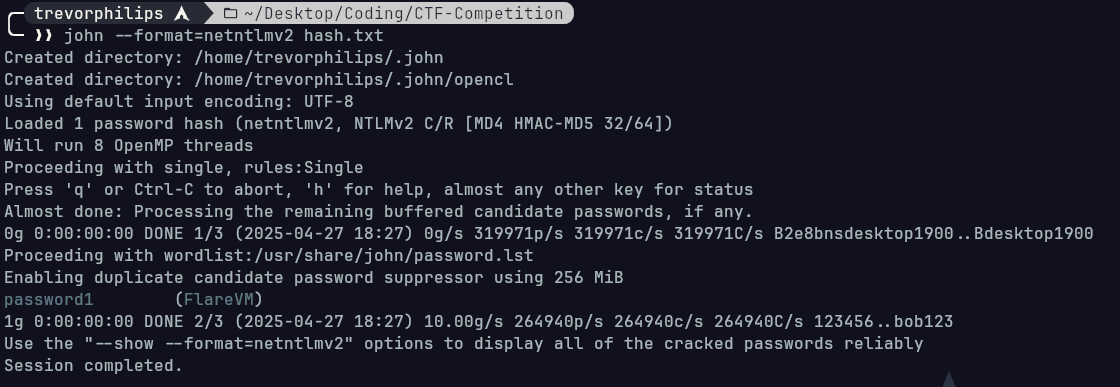 trevorphilips ~/Desktop/Coding/CTF-Competition
❱❱ john --format=netntlmv2 hash.txt
Created directory: /home/trevorphilips/.john
Created directory: /home/trevorphilips/.john/opencl
Using default input encoding: UTF-8
Loaded 1 password hash (netntlmv2, NTLMv2 C/R [MD4 HMAC-MD5 32/64])
Will run 8 OpenMP threads
Proceeding with single, rules:Single
Press 'q' or Ctrl-C to abort, 'h' for help, almost any other key for status
Almost done: Processing the remaining buffered candidate passwords, if any.
0g 0:00:00:00 DONE 1/3 (2025-04-27 18:27) 0g/s 319971p/s 319971c/s 319971C/s B2e8bnsdesktop1900..Bdesktop1900
Proceeding with wordlist:/usr/share/john/password.lst
Enabling duplicate candidate password suppressor using 256 MiB
password1        (FlareVM)
1g 0:00:00:00 DONE 2/3 (2025-04-27 18:27) 10.00g/s 264940p/s 264940c/s 264940C/s 123456..bob123
Use the "--show --format=netntlmv2" options to display all of the cracked passwords reliably
Session completed.